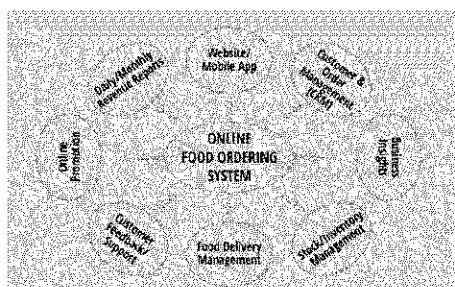 Website/
Mobile App
Customer &
Order
Management
(CRM)
Business
Insights
Stock/Inventory
Management
Food Delivery
Management
Customer
Feedback/
Support
Online
Promotion
Daily/Monthly
Revenue Reports
ONLINE
FOOD ORDERING
SYSTEM